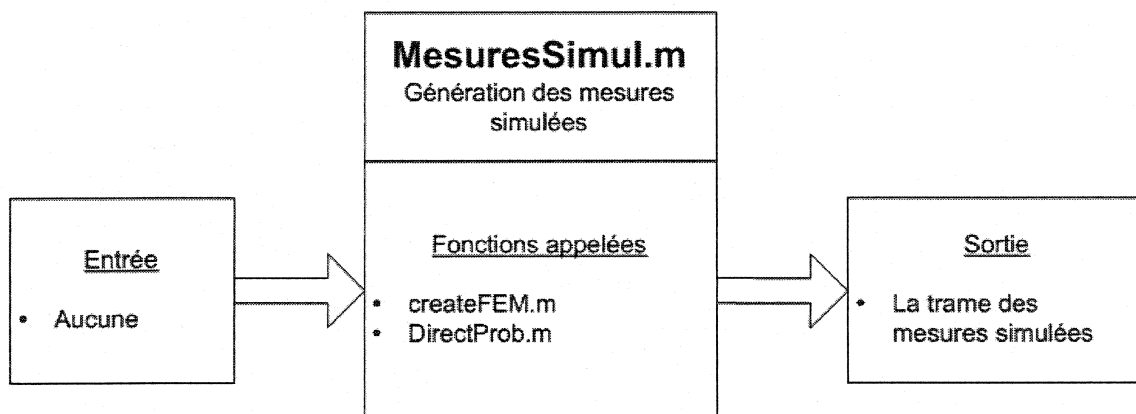 MesuresSimul.m
Génération des mesures
simulées
Entrée
• Aucune
Fonctions appelées
• createFEM.m
• DirectProb.m
Sortie
• La trame des
mesures simulées